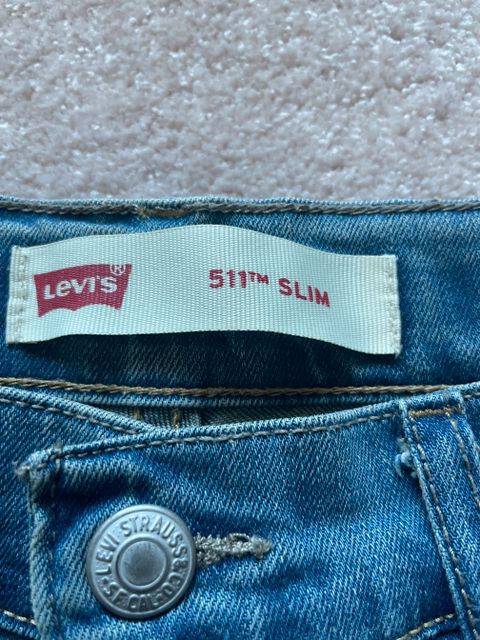 LEVI'S®
511™ SLIM
LEVI STRAUSS & CO.
S.F. CAL.